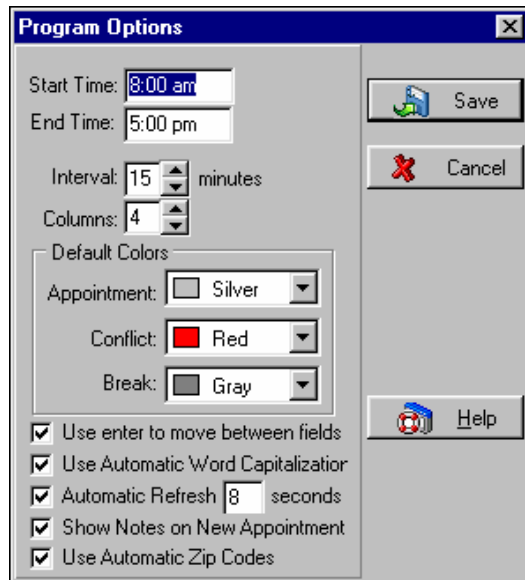 Program Options
Start Time: 8:00 am
End Time: 5:00 pm
Save
Interval: 15 minutes
Cancel
Columns: 4
Default Colors
Appointment: Silver
Conflict: Red
Break: Gray
Help
Use enter to move between fields
Use Automatic Word Capitalization
Automatic Refresh 8 seconds
Show Notes on New Appointment
Use Automatic Zip Codes